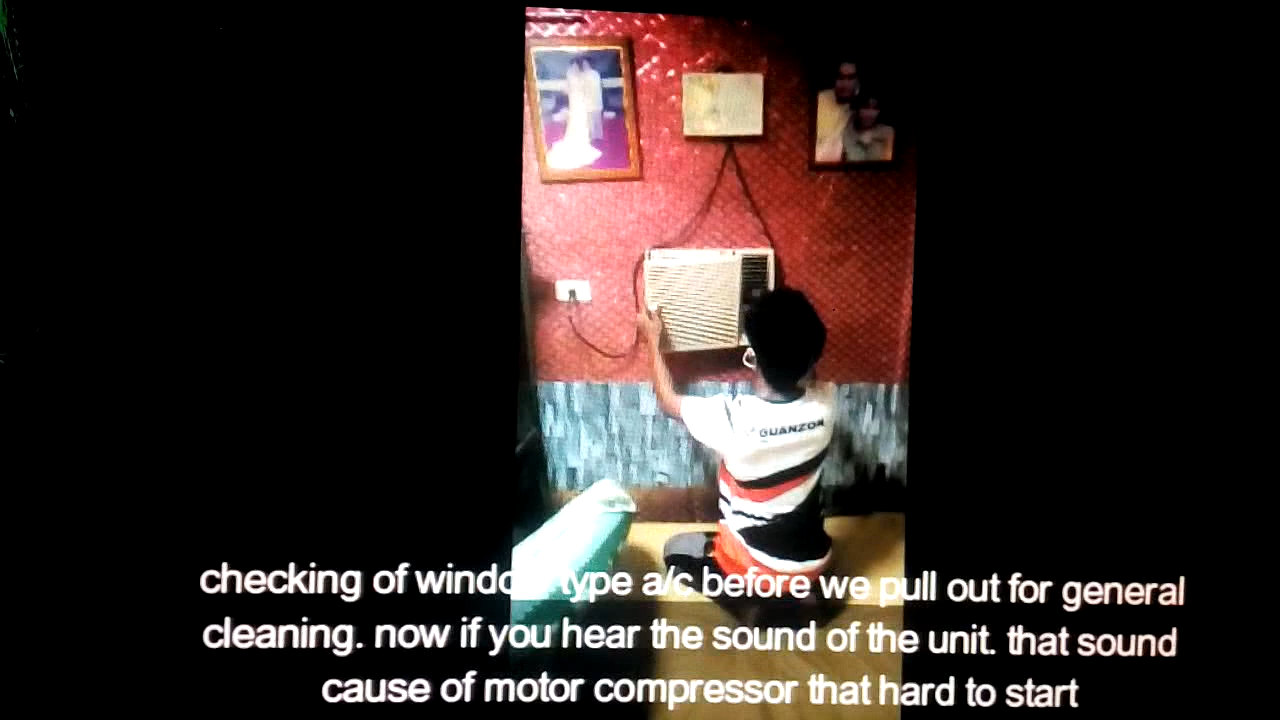 GUANZON
checking of window type a/c before we pull out for general
cleaning. now if you hear the sound of the unit. that sound
cause of motor compressor that hard to start